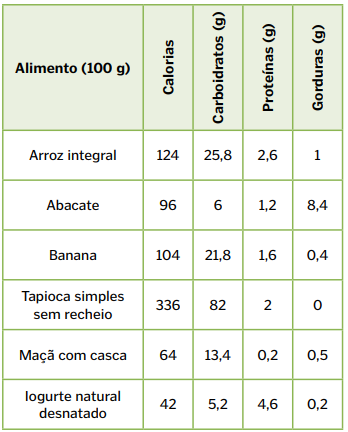 Alimento (100 g) Calorias Carboidratos (g) Proteínas (g) Gorduras (g)
Arroz integral 124 25,8 2,6 1
Abacate 96 6 1,2 8,4
Banana 104 21,8 1,6 0,4
Tapioca simples
sem recheio 336 82 2 0
Maçã com casca 64 13,4 0,2 0,5
Iogurte natural
desnatado 42 5,2 4,6 0,2